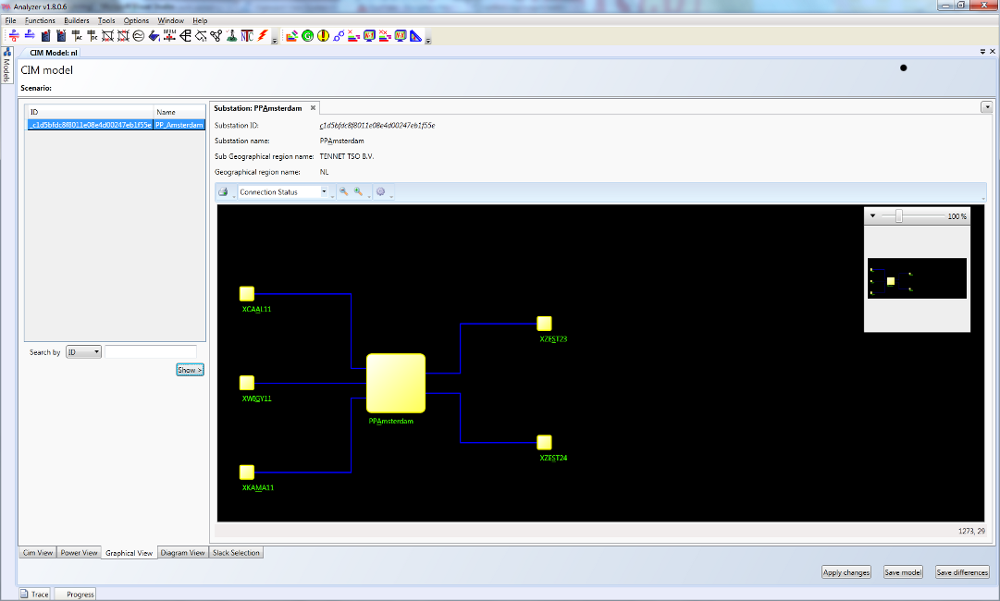 Analyzer v1.8.0.6
File Functions Builders Tools Options Window Help
Models
CIM Model: nl
CIM model
Scenario:
ID Name
_c1d5bfdc8f8011e08e4d00247eb1f55e PP_Amsterdam
Search by ID
Show >
Substation: PPAmsterdam
Substation ID: c1d5bfdc8f8011e08e4d00247eb1f55e
Substation name: PPAmsterdam
Sub Geographical region name: TENNET TSO B.V.
Geographical region name: NL
Connection Status
100 %
XCAAL11
XZEST23
XWIGY11
PPAmsterdam
XZEST24
XKAMA11
1273, 29
Cim View Power View Graphical View Diagram View Slack Selection
Apply changes Save model Save differences
Trace Progress